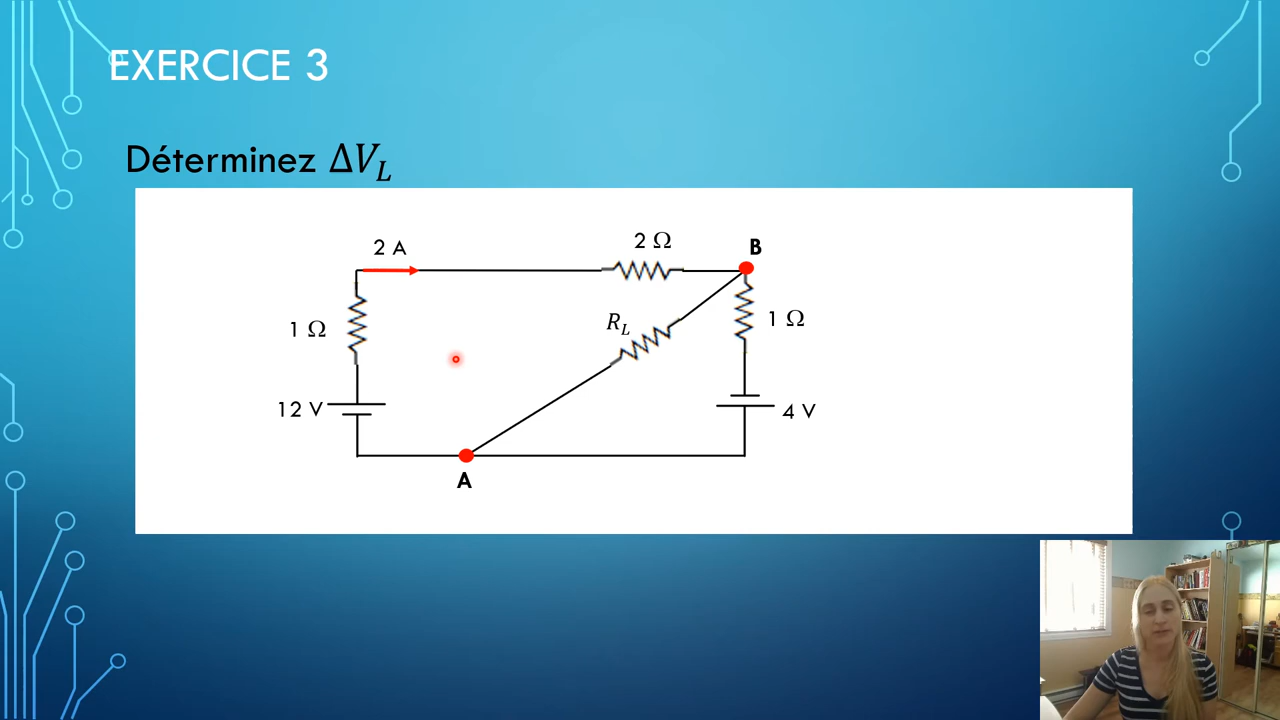 EXERCICE 3
Déterminez ΔV_L
2 A
2 Ω
B
1 Ω
R_L
1 Ω
12 V
4 V
A